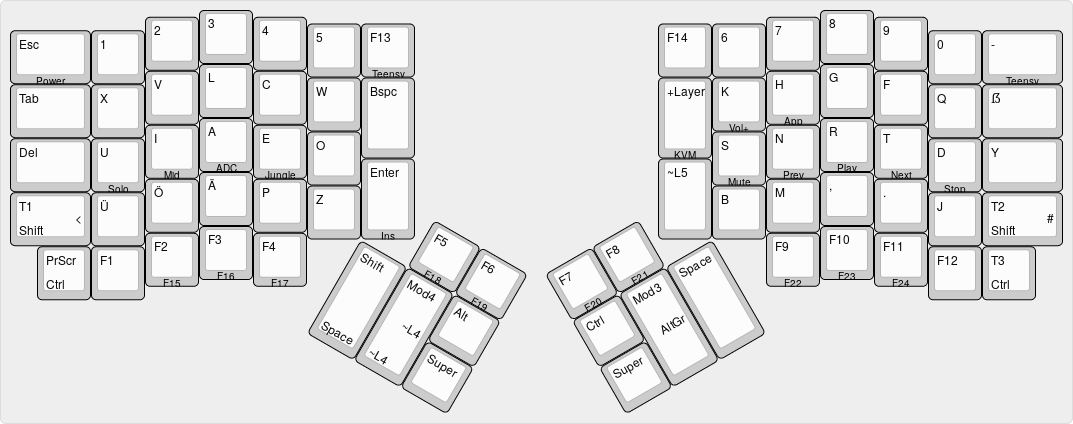 Esc 1 2 3 4 5 F13
Power Teensy
Tab X V L C W Bspc
Del U I A E O Enter
Solo Mid ADC Jungle
T1 < Ü Ö Ä P Z
Shift Ins
PrScr F1 F2 F3 F4
Ctrl F15 F16 F17
F5 F6
F18 F19
Shift Mod4 Alt
~L4
Space ~L4 Super
F14 6 7 8 9 0 -
Teensy
+Layer K H G F Q ẞ
KVM Vol+ App
~L5 S N R T D Y
Mute Prev Play Next Stop
B M , . J T2 #
Shift
F9 F10 F11 F12 T3
F22 F23 F24 Ctrl
F7 F8
F20 F21
Ctrl Mod3 Space
AltGr
Super